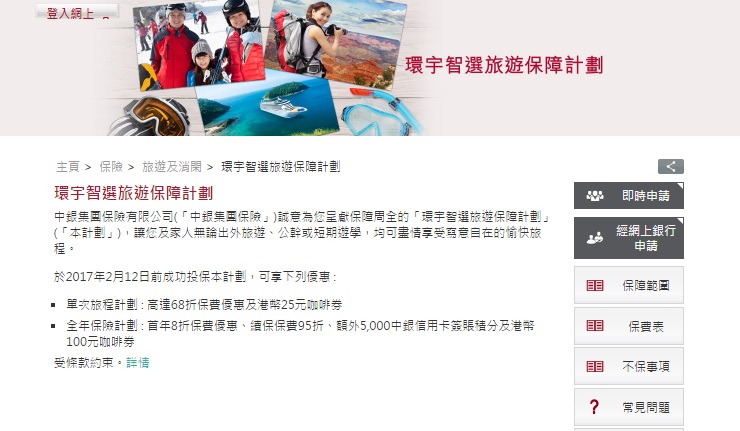 登入網上
環宇智選旅遊保障計劃
主頁 > 保險 > 旅遊及消閑 > 環宇智選旅遊保障計劃
環宇智選旅遊保障計劃
中銀集團保險有限公司(「中銀集團保險」)誠意為您呈獻保障周全的「環宇智選旅遊保障計劃」
(「本計劃」)，讓您及家人無論出外旅遊、公幹或短期遊學，均可盡情享受寫意自在的愉快旅
程。
於2017年2月12日前成功投保本計劃，可享下列優惠:
單次旅程計劃 : 高達68折保費優惠及港幣25元咖啡券
全年保險計劃 : 首年8折保費優惠、續保保費95折、額外5,000中銀信用卡簽賬積分及港幣
100元咖啡券
受條款約束。詳情
即時申請
經網上銀行
申請
保障範圍
保費表
不保事項
? 常見問題